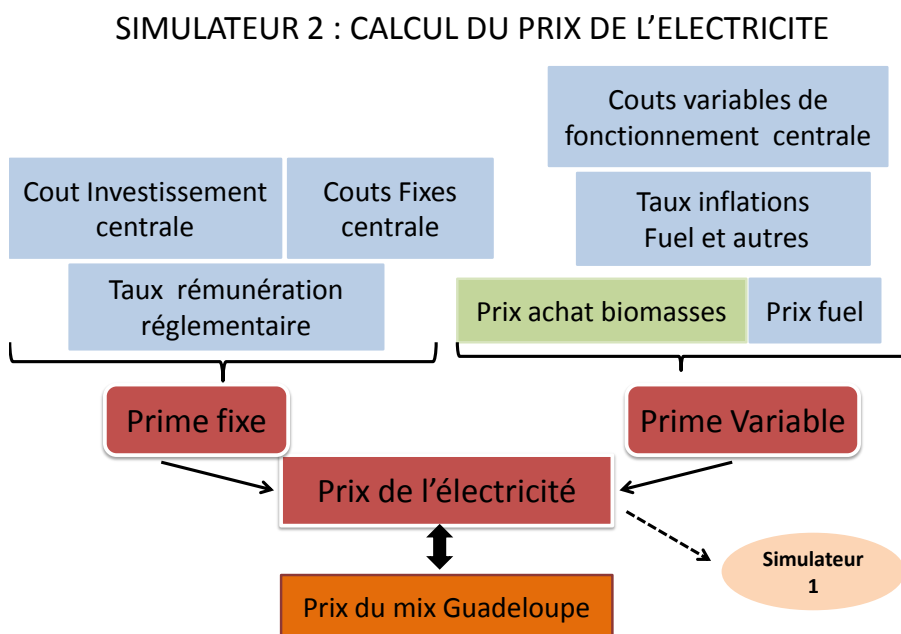 SIMULATEUR 2 : CALCUL DU PRIX DE L’ELECTRICITE
Couts variables de
fonctionnement centrale
Cout Investissement
centrale
Couts Fixes
centrale
Taux inflations
Fuel et autres
Taux rémunération
réglementaire
Prix achat biomasses
Prix fuel
Prime fixe
Prime Variable
Prix de l’électricité
Simulateur
1
Prix du mix Guadeloupe